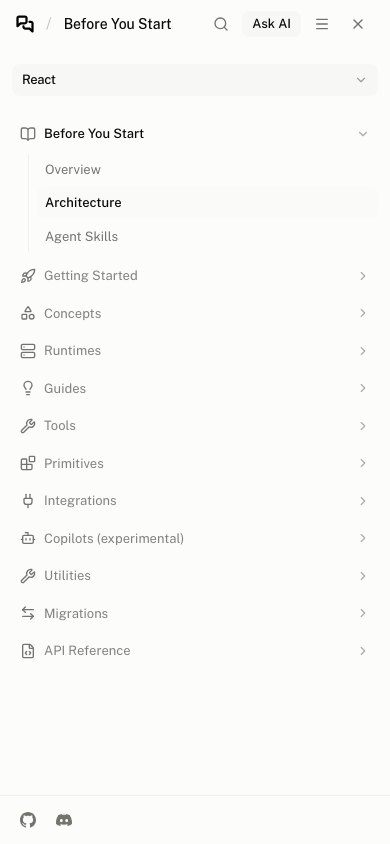 / Before You Start Ask AI
React
Before You Start
Overview
Architecture
Agent Skills
Getting Started
Concepts
Runtimes
Guides
Tools
Primitives
Integrations
Copilots (experimental)
Utilities
Migrations
API Reference